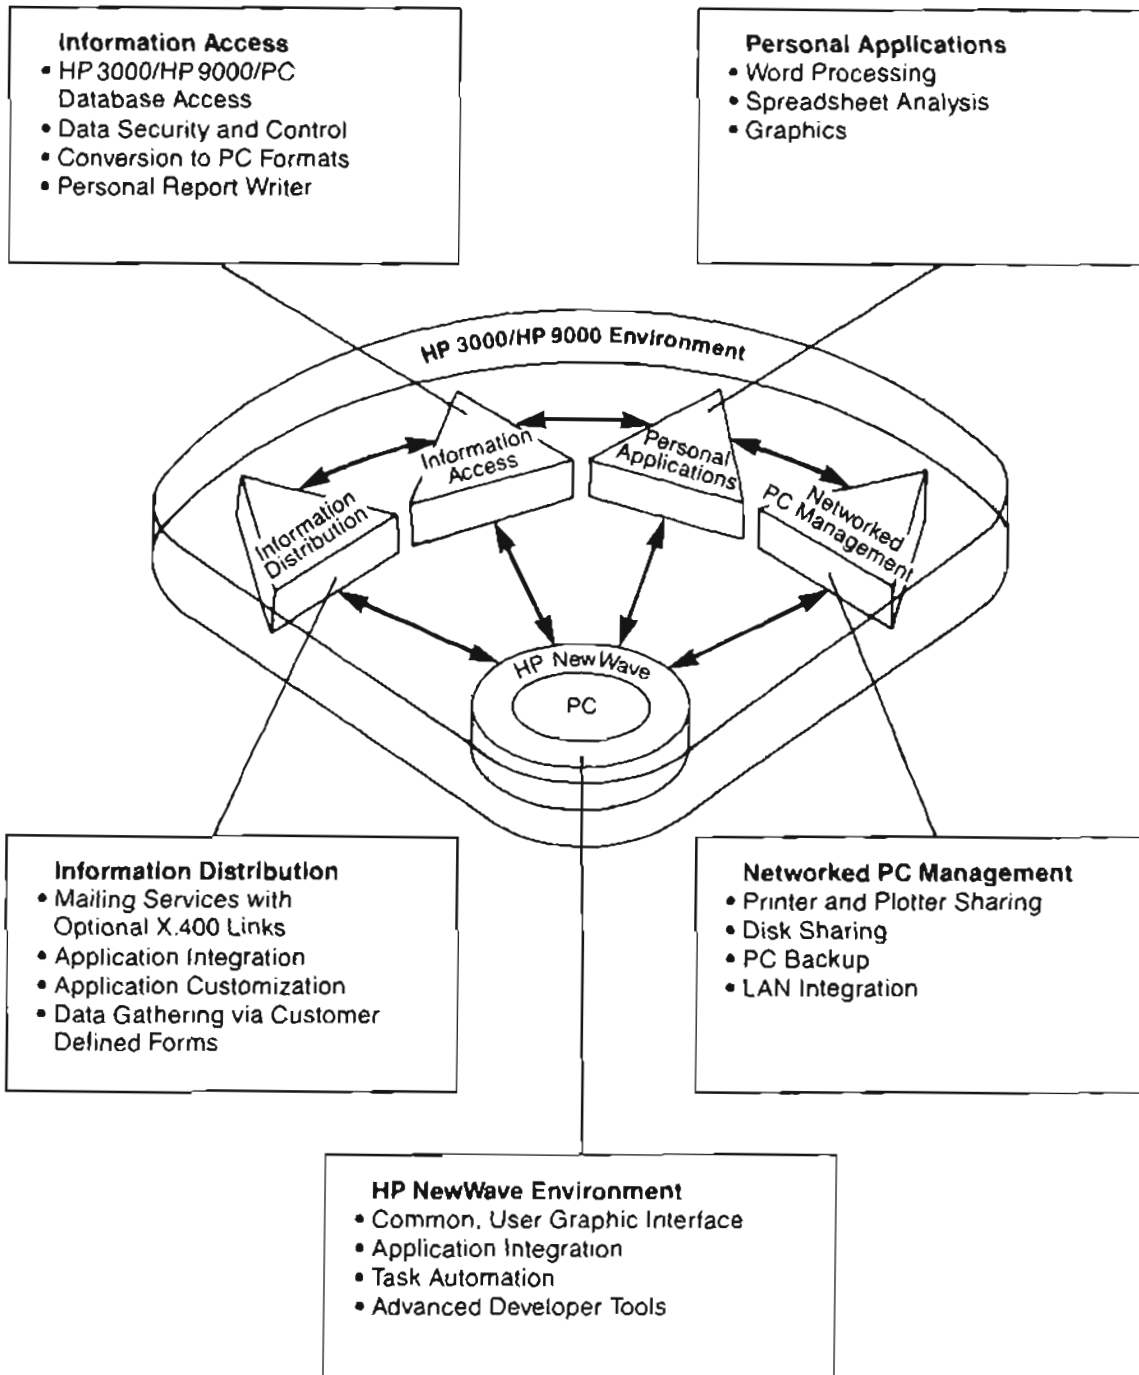 Information Access
• HP 3000/HP 9000/PC
Database Access
• Data Security and Control
• Conversion to PC Formats
• Personal Report Writer
Personal Applications
• Word Processing
• Spreadsheet Analysis
• Graphics
HP 3000/HP 9000 Environment
Information
Access
Personal
Applications
Information
Distribution
Networked
PC Management
HP NewWave
PC
Information Distribution
• Mailing Services with
Optional X.400 Links
• Application Integration
• Application Customization
• Data Gathering via Customer
Defined Forms
Networked PC Management
• Printer and Plotter Sharing
• Disk Sharing
• PC Backup
• LAN Integration
HP NewWave Environment
• Common, User Graphic Interface
• Application Integration
• Task Automation
• Advanced Developer Tools